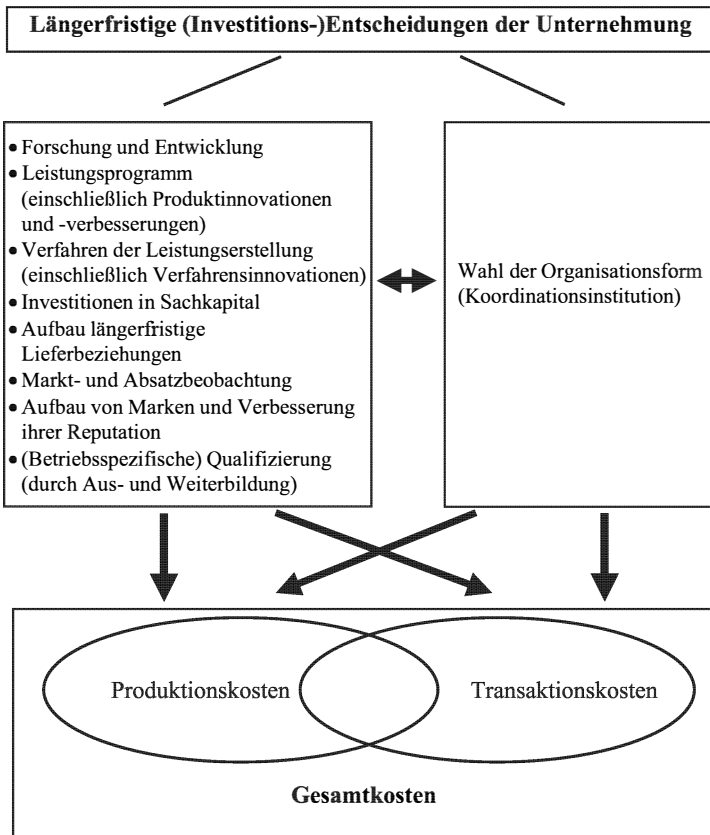 Längerfristige (Investitions-)Entscheidungen der Unternehmung
• Forschung und Entwicklung
• Leistungsprogramm
(einschließlich Produktinnovationen
und -verbesserungen)
• Verfahren der Leistungserstellung
(einschließlich Verfahrensinnovationen)
• Investitionen in Sachkapital
• Aufbau längerfristige
Lieferbeziehungen
• Markt- und Absatzbeobachtung
• Aufbau von Marken und Verbesserung
ihrer Reputation
• (Betriebsspezifische) Qualifizierung
(durch Aus- und Weiterbildung)
Wahl der Organisationsform
(Koordinationsinstitution)
Produktionskosten
Transaktionskosten
Gesamtkosten